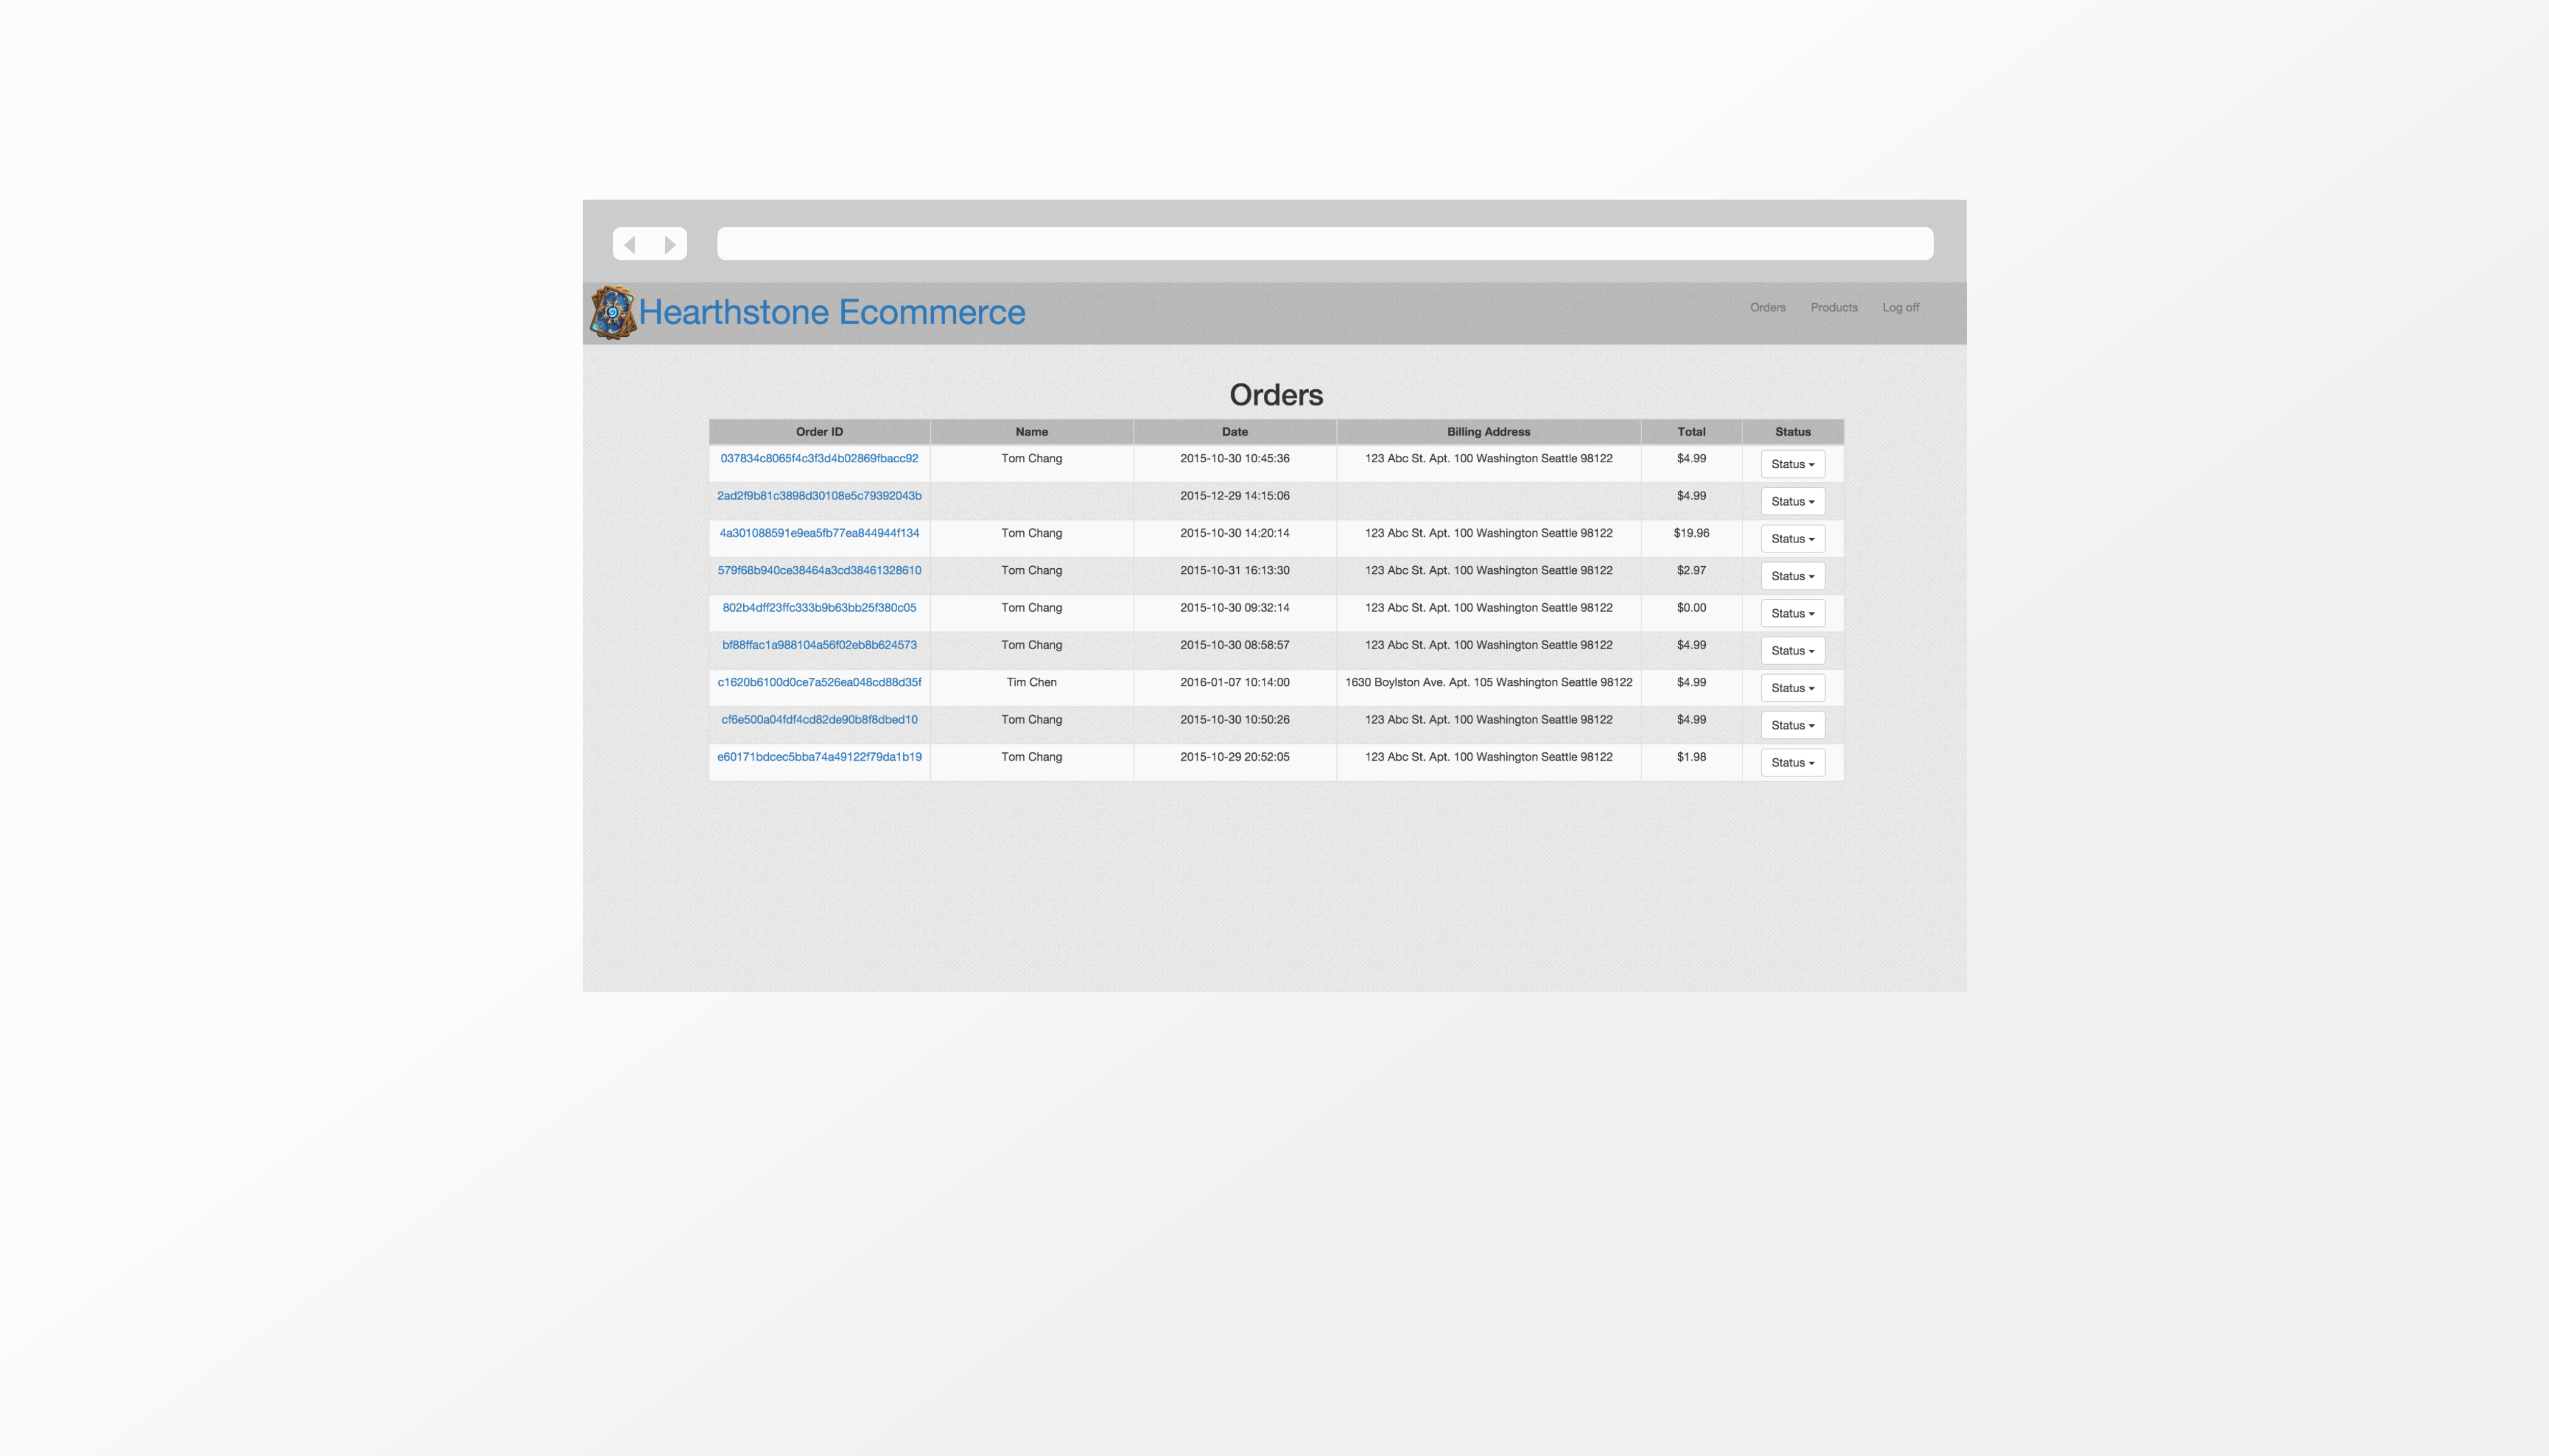 Hearthstone Ecommerce
Orders Products Log off
Orders
Order ID Name Date Billing Address Total Status
037834c8065f4c3f3d4b02869fbacc92 Tom Chang 2015-10-30 10:45:36 123 Abc St. Apt. 100 Washington Seattle 98122 $4.99 Status
2ad2f9b81c3898d30108e5c79392043b 2015-12-29 14:15:06 $4.99 Status
4a301088591e9ea5fb77ea844944f134 Tom Chang 2015-10-30 14:20:14 123 Abc St. Apt. 100 Washington Seattle 98122 $19.96 Status
579f68b940ce38464a3cd38461328610 Tom Chang 2015-10-31 16:13:30 123 Abc St. Apt. 100 Washington Seattle 98122 $2.97 Status
802b4dff23ffc333b9b63bb25f380c05 Tom Chang 2015-10-30 09:32:14 123 Abc St. Apt. 100 Washington Seattle 98122 $0.00 Status
bf88ffac1a988104a56f02eb8b624573 Tom Chang 2015-10-30 08:58:57 123 Abc St. Apt. 100 Washington Seattle 98122 $4.99 Status
c1620b6100d0ce7a526ea048cd88d35f Tim Chen 2016-01-07 10:14:00 1630 Boylston Ave. Apt. 105 Washington Seattle 98122 $4.99 Status
cf6e500a04fdf4cd82de90b8f8dbed10 Tom Chang 2015-10-30 10:50:26 123 Abc St. Apt. 100 Washington Seattle 98122 $4.99 Status
e60171bdcec5bba74a49122f79da1b19 Tom Chang 2015-10-29 20:52:05 123 Abc St. Apt. 100 Washington Seattle 98122 $1.98 Status